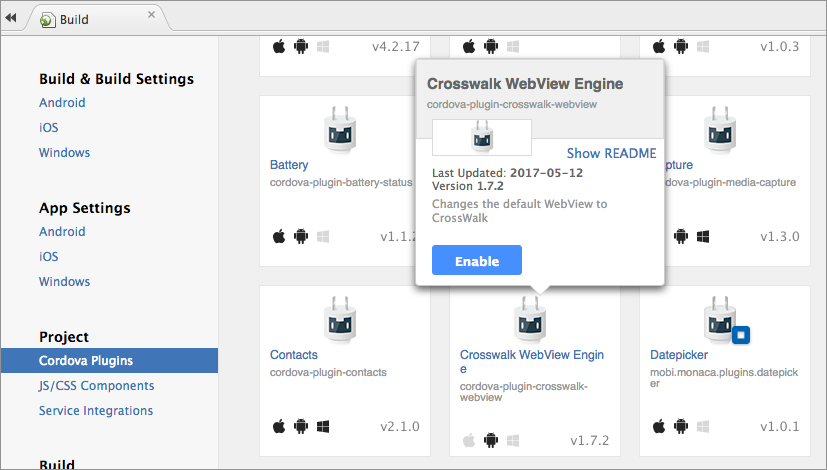 Build
Build & Build Settings
Android
iOS
Windows
App Settings
Android
iOS
Windows
Project
Cordova Plugins
JS/CSS Components
Service Integrations
Build
v4.2.17
v1.0.3
Battery
cordova-plugin-battery-status
v1.1.2
Crosswalk WebView Engine
cordova-plugin-crosswalk-webview
Show README
Last Updated: 2017-05-12
Version 1.7.2
Changes the default WebView to
CrossWalk
Enable
apture
dova-plugin-media-capture
v1.3.0
Contacts
cordova-plugin-contacts
v2.1.0
Crosswalk WebView Engin
e
cordova-plugin-crosswalk-
webview
v1.7.2
Datepicker
mobi.monaca.plugins.datepick
er
v1.0.1